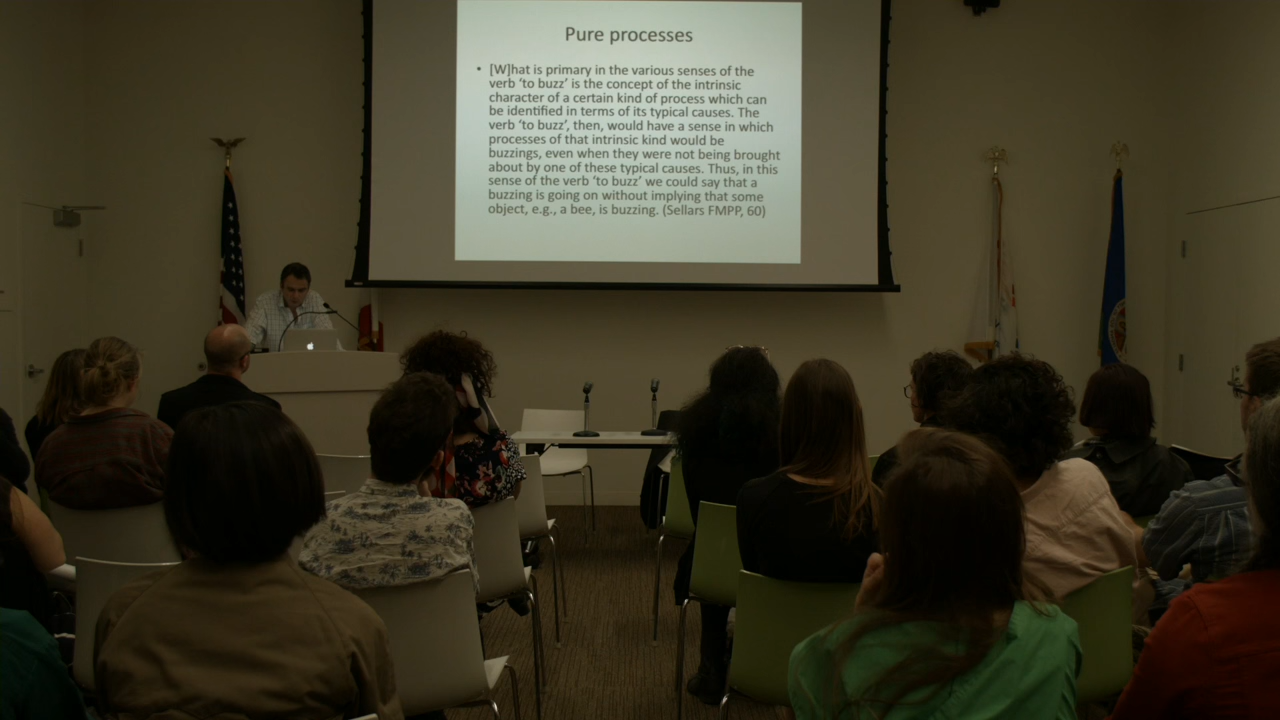 Pure processes
• [W]hat is primary in the various senses of the
verb ‘to buzz’ is the concept of the intrinsic
character of a certain kind of process which can
be identified in terms of its typical causes. The
verb ‘to buzz’, then, would have a sense in which
processes of that intrinsic kind would be
buzzings, even when they were not being brought
about by one of these typical causes. Thus, in this
sense of the verb ‘to buzz’ we could say that a
buzzing is going on without implying that some
object, e.g., a bee, is buzzing. (Sellars FMPP, 60)